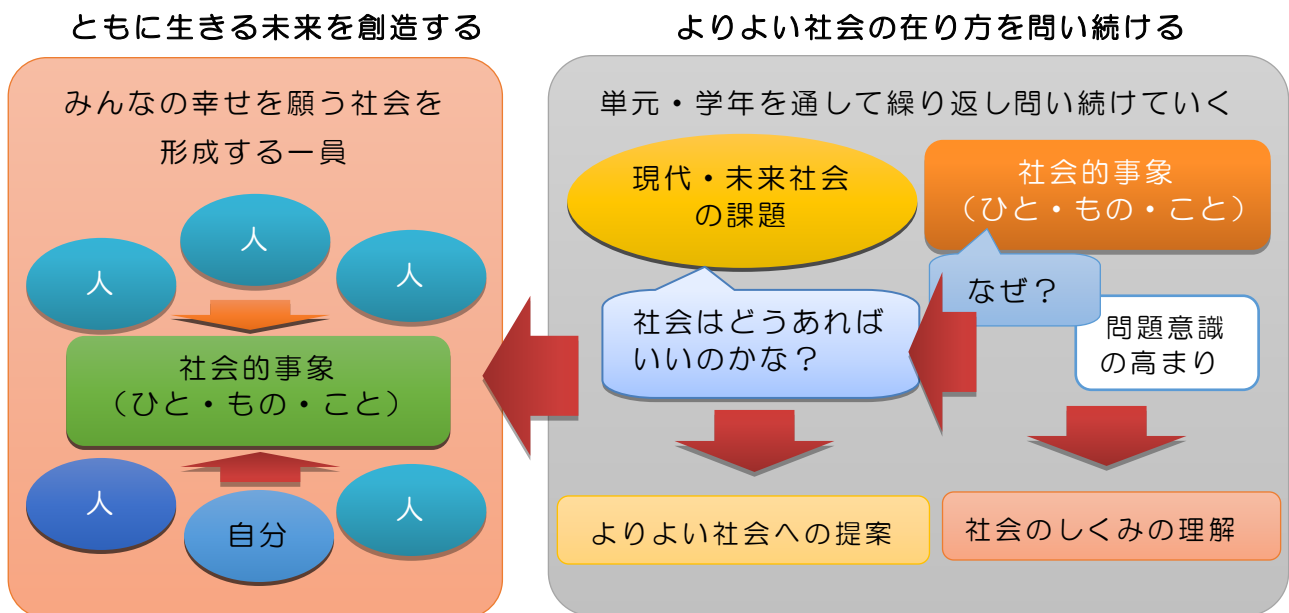 ともに生きる未来を創造する
みんなの幸せを願う社会を
形成する一員
人
人
人
社会的事象
（ひと・もの・こと）
人
自分
人
よりよい社会の在り方を問い続ける
単元・学年を通して繰り返し問い続けていく
現代・未来社会
の課題
社会的事象
（ひと・もの・こと）
なぜ？
社会はどうあれば
いいのかな？
問題意識
の高まり
よりよい社会への提案
社会のしくみの理解